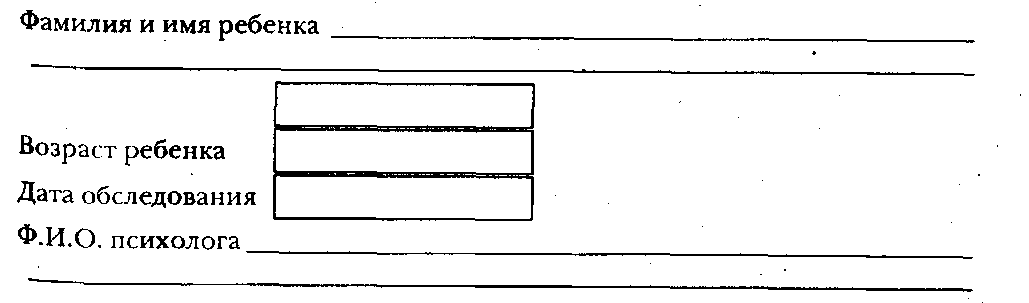 Фамилия и имя ребенка
Возраст ребенка
Дата обследования
Ф.И.О. психолога